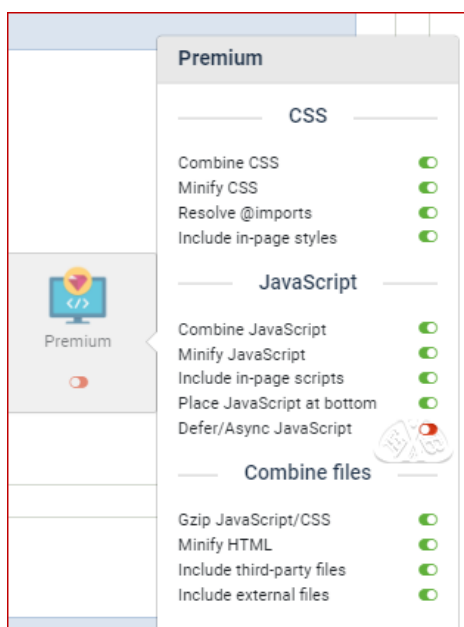 Premium
CSS
Combine CSS
Minify CSS
Resolve @imports
Include in-page styles
JavaScript
Premium
Combine JavaScript
Minify JavaScript
Include in-page scripts
Place JavaScript at bottom
Defer/Async JavaScript
Combine files
Gzip JavaScript/CSS
Minify HTML
Include third-party files
Include external files